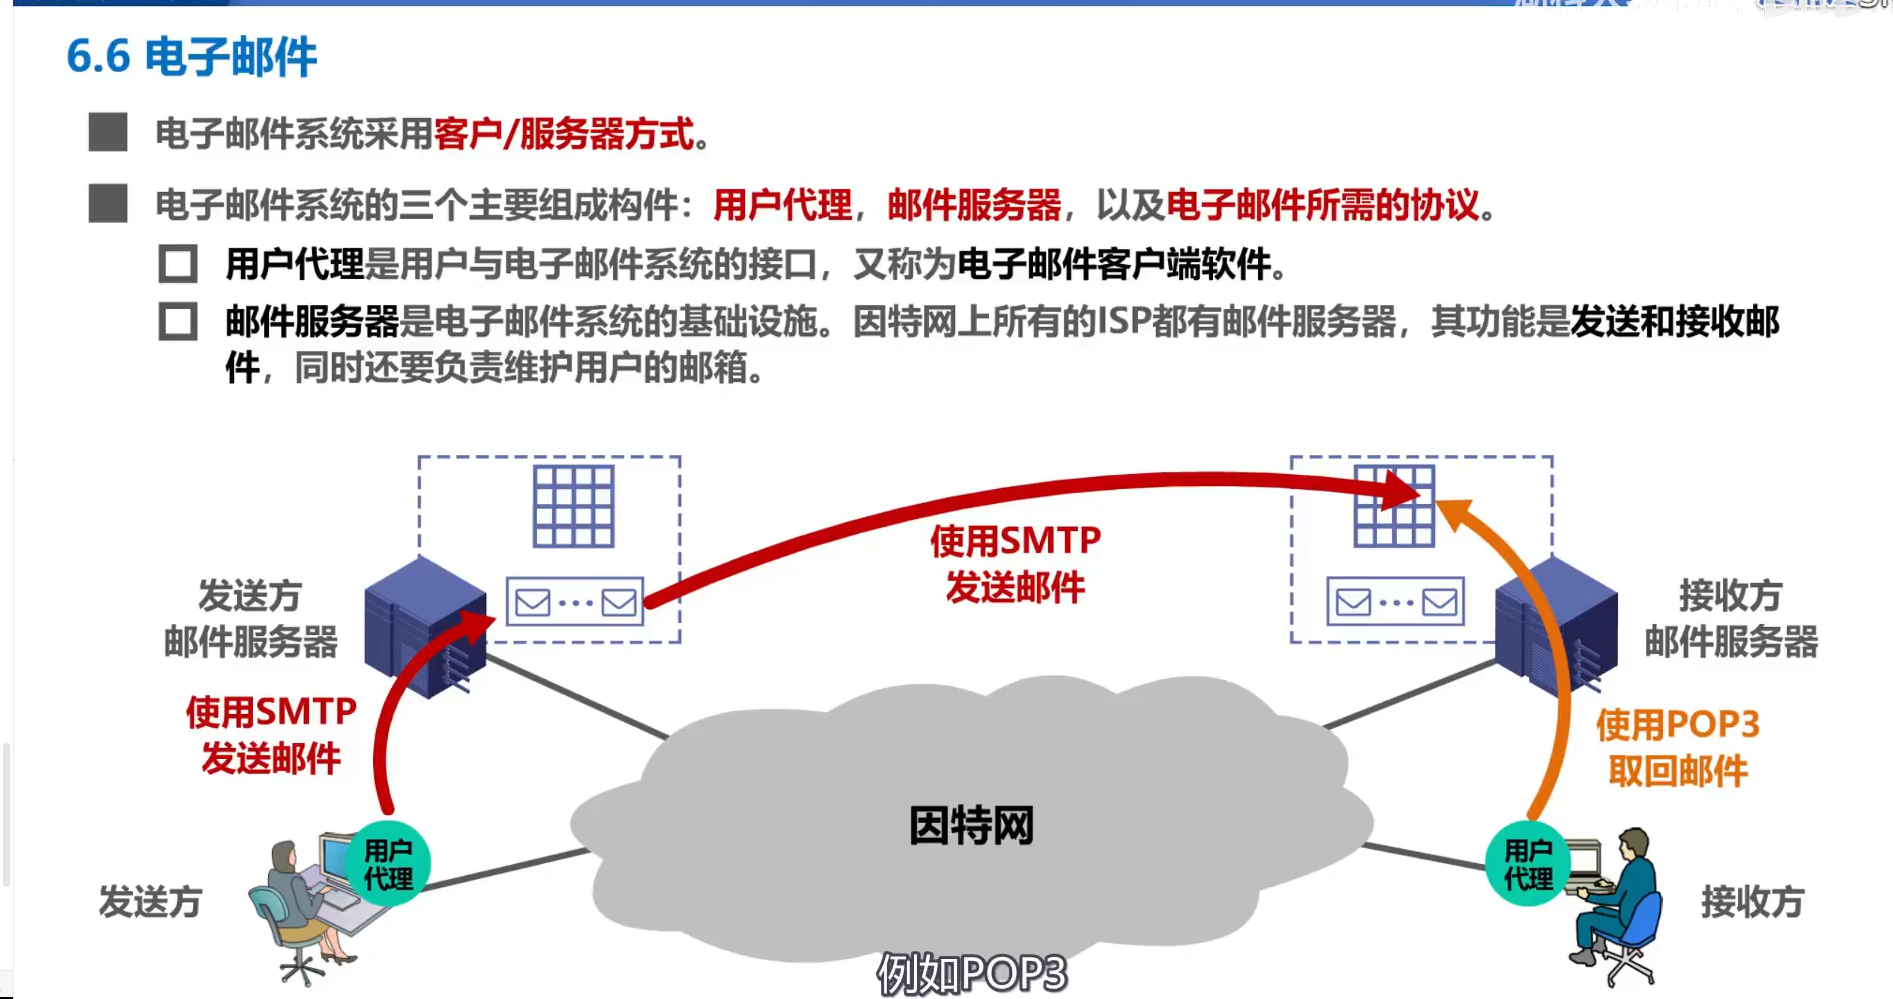 6.6 电子邮件
电子邮件系统采用客户/服务器方式。
电子邮件系统的三个主要组成构件：用户代理，邮件服务器，以及电子邮件所需的协议。
用户代理是用户与电子邮件系统的接口，又称为电子邮件客户端软件。
邮件服务器是电子邮件系统的基础设施。因特网上所有的ISP都有邮件服务器，其功能是发送和接收邮
件，同时还要负责维护用户的邮箱。
使用SMTP
发送邮件
发送方
邮件服务器
接收方
邮件服务器
使用SMTP
发送邮件
使用POP3
取回邮件
因特网
用户
代理
用户
代理
发送方
接收方
例如POP3